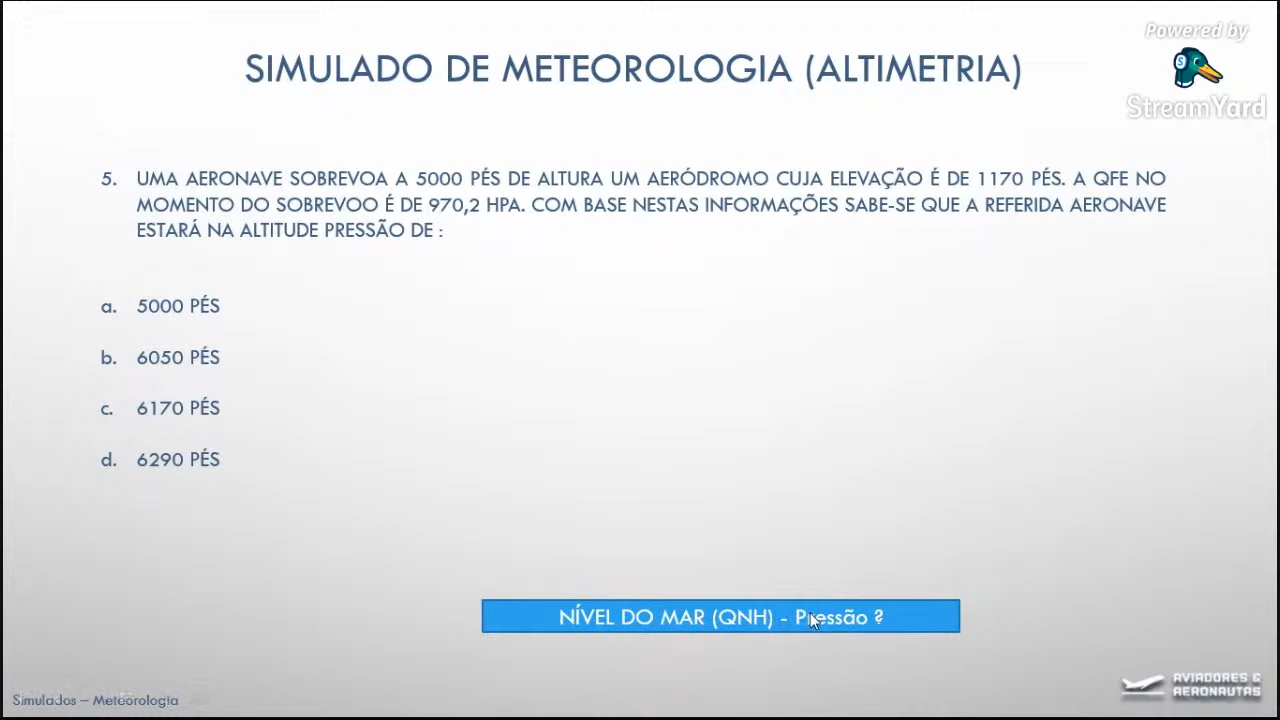 Powered by
StreamYard
SIMULADO DE METEOROLOGIA (ALTIMETRIA)
5. UMA AERONAVE SOBREVOA A 5000 PÉS DE ALTURA UM AERÓDROMO CUJA ELEVAÇÃO É DE 1170 PÉS. A QFE NO
MOMENTO DO SOBREVOO É DE 970,2 HPA. COM BASE NESTAS INFORMAÇÕES SABE-SE QUE A REFERIDA AERONAVE
ESTARÁ NA ALTITUDE PRESSÃO DE :
a. 5000 PÉS
b. 6050 PÉS
c. 6170 PÉS
d. 6290 PÉS
NÍVEL DO MAR (QNH) - Pressão ?
Simulados – Meteorologia
AVIADORES &
AERONAUTAS